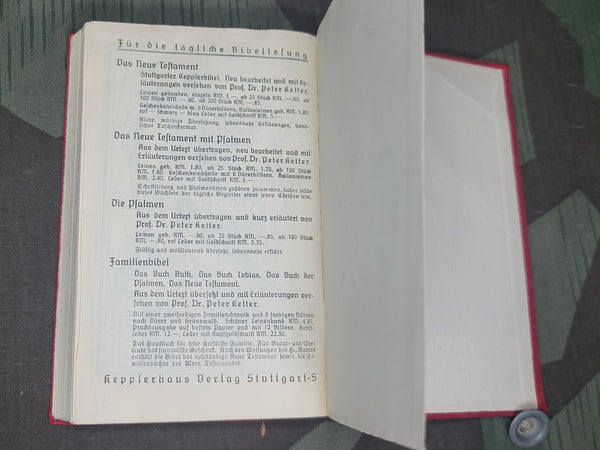 Für die tägliche Bibellesung
Das Neue Testament
Stuttgarter Kepplerbibel. Neu bearbeitet und mit Er-
läuterungen versehen von Prof. Dr. Peter Ketter.
Leinen gebunden, einzeln RM. 1.—, ab 25 Stück RM. —.95, ab
100 Stück RM. —.90, ab 200 Stück RM. —.85.
Geschenkeinbände m. 6 Dürerbildern. Ballonleinen geb. RM. 1.80,
rot — schwarz — blau Leder mit Goldschnitt RM. 5.—
Klare, würdige Übersetzung, lebensnahe Erklärungen, hand-
liches Taschenformat.
Das Neue Testament mit Psalmen
Aus dem Urtext übertragen, neu bearbeitet und mit
Erläuterungen versehen von Prof. Dr. Peter Ketter.
Leinen geb. RM. 1.80, ab 25 Stück RM. 1.70, ab 100 Stück
RM. 1.60. Geschenkeinbände mit 6 Dürerbildern. Ballonleinen
RM. 2.40, Leder mit Goldschnitt RM. 6.—
Schriftlesung und Psalmenbeten gehören zusammen, daher sollte
dieses Büchlein der tägliche Begleiter eines jeden Christen sein.
Die Psalmen
Aus dem Urtext übertragen und kurz erläutert von
Prof. Dr. Peter Ketter.
Leinen geb. RM. —.90, ab 25 Stück RM. —.85, ab 100 Stück
RM. —.80, rot Leder mit Goldschnitt RM. 3.75.
Flüssig und wohllautend übersetzt, lebensnahe erklärt.
Familienbibel
Das Buch Ruth, Das Buch Tobias, Das Buch der
Psalmen, Das Neue Testament.
Aus dem Urtext übersetzt und mit Erläuterungen ver-
sehen von Prof. Dr. Peter Ketter.
Mit einer zweifarbigen Familienchronik und 6 farbigen Bildern
nach Dürer und Grünewald. Schöner Leinenband RM. 4.80,
Prachtausgabe auf bestem Papier und mit 12 Bildern. Kunst-
leder RM. 12.—, Leder mit Kopfgoldschnitt RM. 22.50.
Das Hausbuch für jede christliche Familie. Für Braut- und Ehe-
leute das sinnvollste Geschenk. Nach den Weisungen des H. Vaters
enthält die Bibel das vollständige Neue Testament sowie die Fa-
milienbücher des Alten Testamentes.
Kepplerhaus Verlag Stuttgart-S